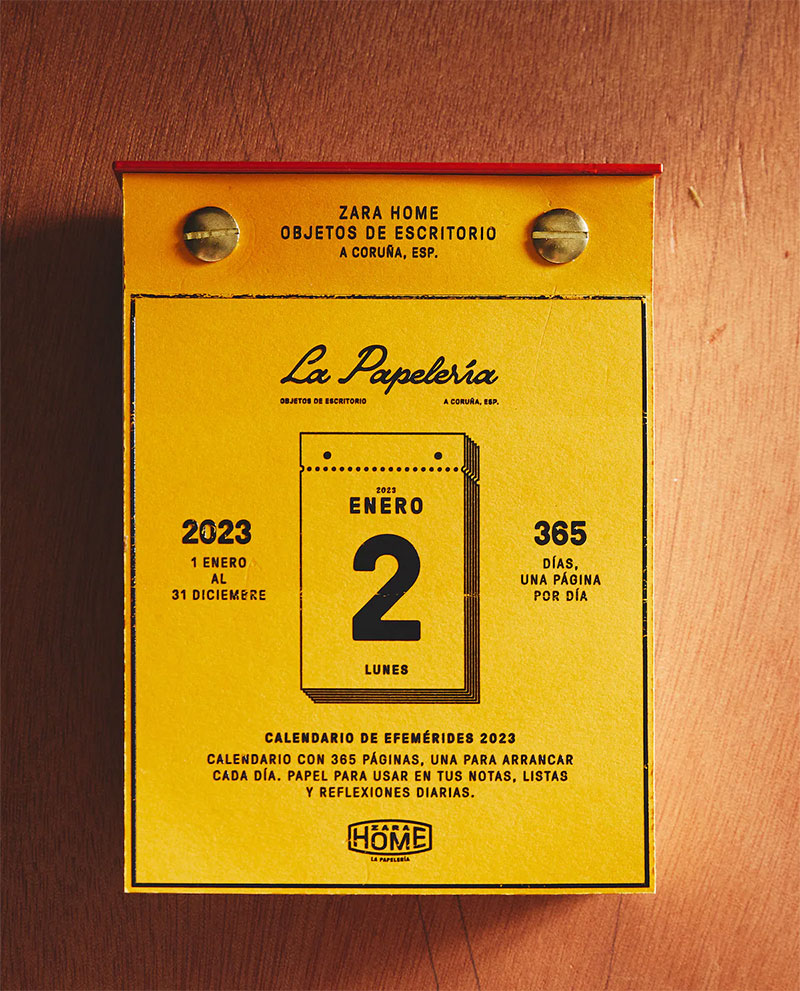 ZARA HOME
OBJETOS DE ESCRITORIO
A CORUÑA, ESP.
La Papelería
OBJETOS DE ESCRITORIO A CORUÑA, ESP.
2023
ENERO
2
LUNES
2023
1 ENERO
AL
31 DICIEMBRE
365
DÍAS,
UNA PÁGINA
POR DÍA
CALENDARIO DE EFEMÉRIDES 2023
CALENDARIO CON 365 PÁGINAS, UNA PARA ARRANCAR
CADA DÍA. PAPEL PARA USAR EN TUS NOTAS, LISTAS
Y REFLEXIONES DIARIAS.
ZARA
HOME
LA PAPELERÍA